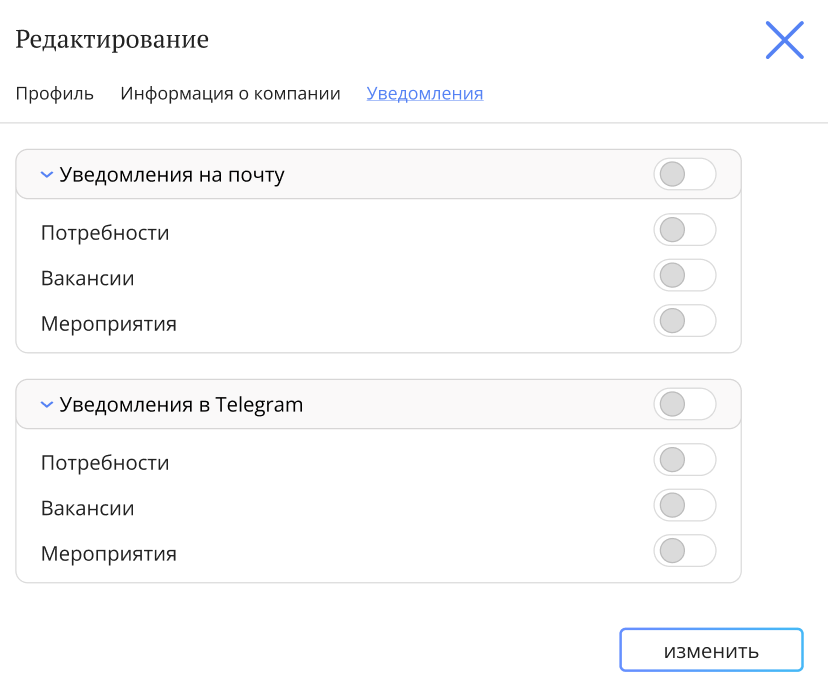 Редактирование
Профиль Информация о компании Уведомления
Уведомления на почту
Потребности
Вакансии
Мероприятия
Уведомления в Telegram
Потребности
Вакансии
Мероприятия
изменить